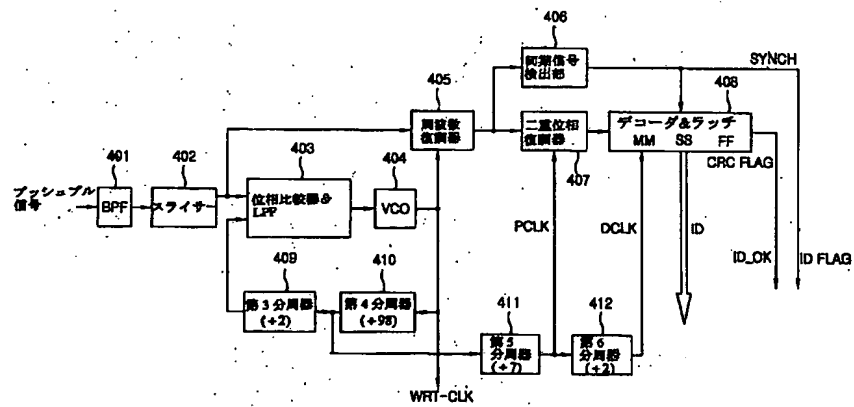 406
初期信号
検出部
SYNCH
405
408
周波数
復調器
二重位相
復調器
デコーダ&ラッチ
MM SS FF
CRC FLAG
401
402
403
404
407
プッシュプル
信号
BPF
スライサー
位相比較器&
LPF
VCO
PCLK
DCLK
ID
ID_OK
ID FLAG
409
410
第3分周器
(÷2)
第4分周器
(÷98)
411
412
第5
分周器
(÷7)
第6
分周器
(÷2)
WRT-CLK